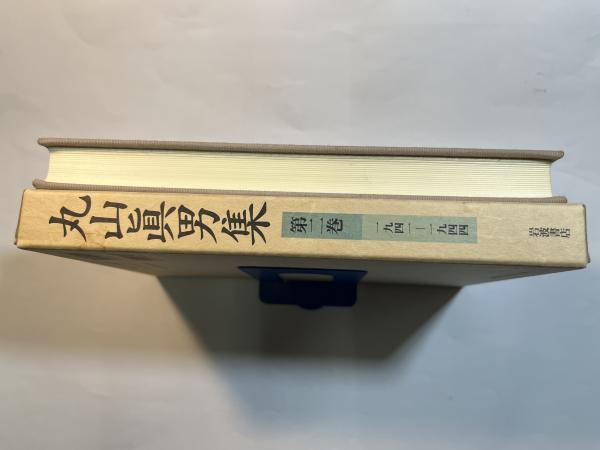 丸山眞男集
第二巻
一九四一―一九四四
岩波書店